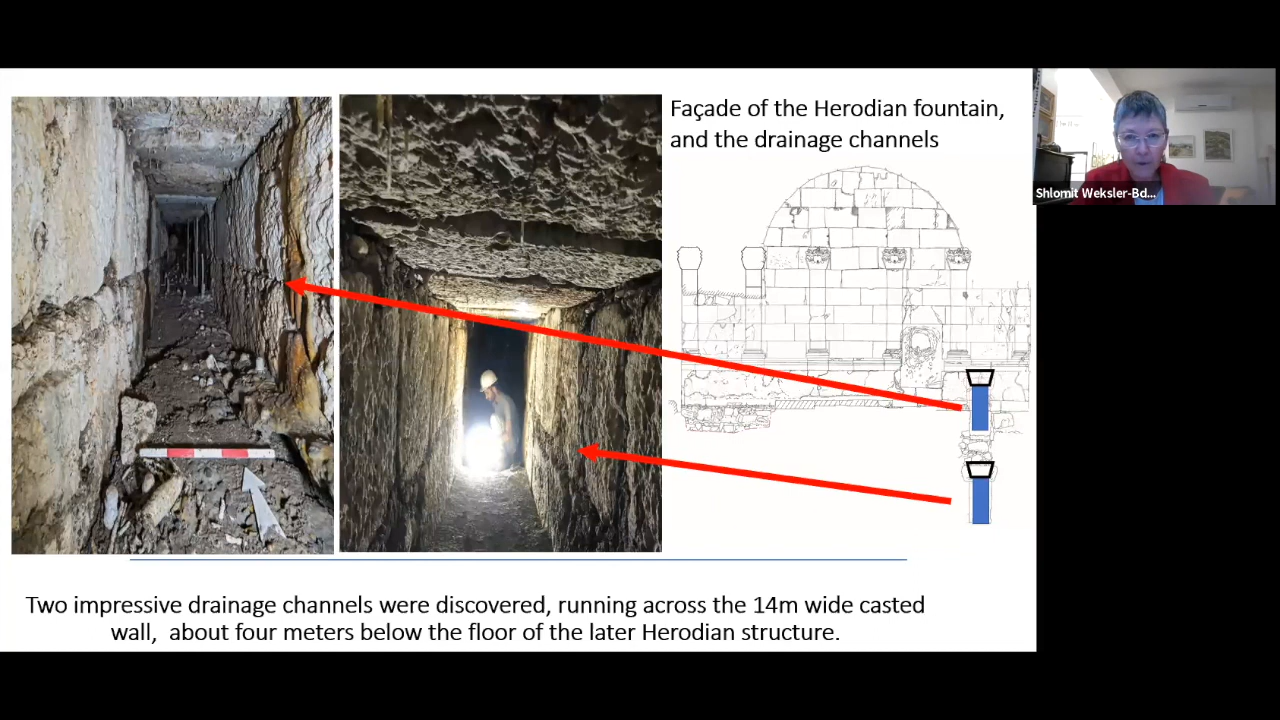 Façade of the Herodian fountain,
and the drainage channels
Shlomit Weksler-Bd...
Two impressive drainage channels were discovered, running across the 14m wide casted
wall,  about four meters below the floor of the later Herodian structure.